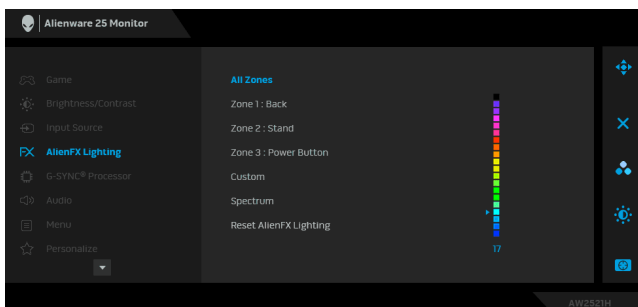 Alienware 25 Monitor
Game
Brightness/Contrast
Input Source
AlienFX Lighting
G-SYNC® Processor
Audio
Menu
Personalize
All Zones
Zone 1 : Back
Zone 2 : Stand
Zone 3 : Power Button
Custom
Spectrum
Reset AlienFX Lighting
17
AW2521H